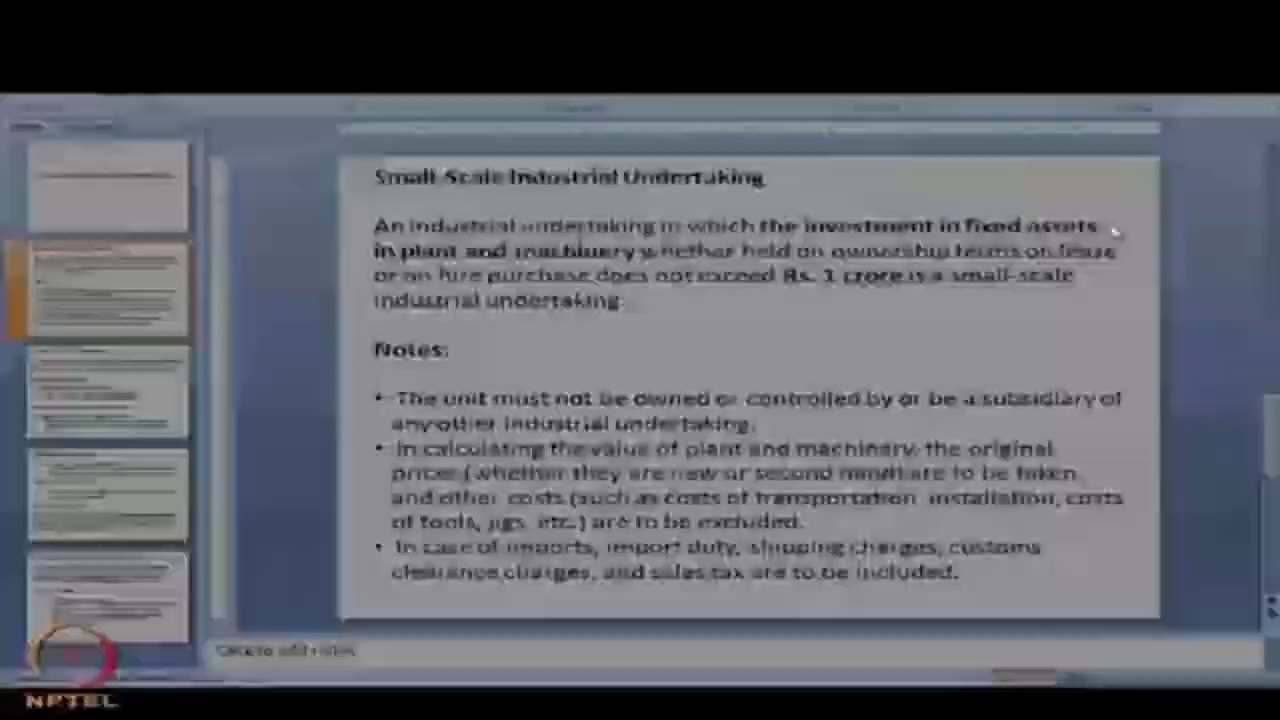 Small-Scale Industrial Undertaking
An industrial undertaking in which the investment in fixed assets
in plant and machinery whether held on ownership terms on lease
or on hire purchase does not exceed Rs. 1 crore is a small-scale
industrial undertaking.
Notes:
• The unit must not be owned or controlled by or be a subsidiary of
any other industrial undertaking.
• In calculating the value of plant and machinery, the original
price (whether they are new or second hand) are to be taken
and other costs (such as costs of transportation, installation, costs
of tools, jigs, etc.) are to be excluded.
• In case of imports, import duty, shipping charges, customs
clearance charges, and sales tax are to be included.
Click to add notes
NPTEL